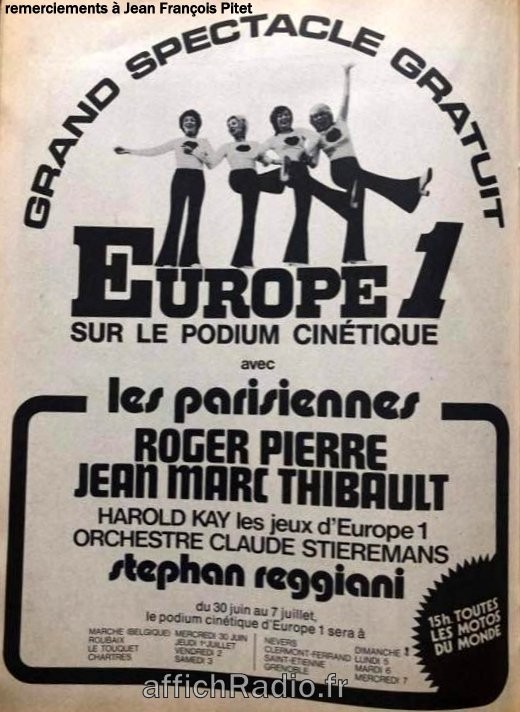 remerciements à Jean François Pitet
GRAND SPECTACLE GRATUIT
EUROPE 1
SUR LE PODIUM CINÉTIQUE
avec
les parisiennes
ROGER PIERRE
JEAN MARC THIBAULT
HAROLD KAY les jeux d'Europe 1
ORCHESTRE CLAUDE STIEREMANS
stephan reggiani
du 30 juin au 7 juillet,
le podium cinétique d'Europe 1 sera à
MARCHE (BELGIQUE) MERCREDI 30 JUIN
ROUBAIX JEUDI 1er JUILLET
LE TOUQUET VENDREDI 2
CHARTRES SAMEDI 3
NEVERS DIMANCHE
CLERMONT-FERRAND LUNDI 5
SAINT-ETIENNE MARDI 6
GRENOBLE MERCREDI 7
15h. TOUTES
LES MOTOS
DU MONDE
affichRadio.fr